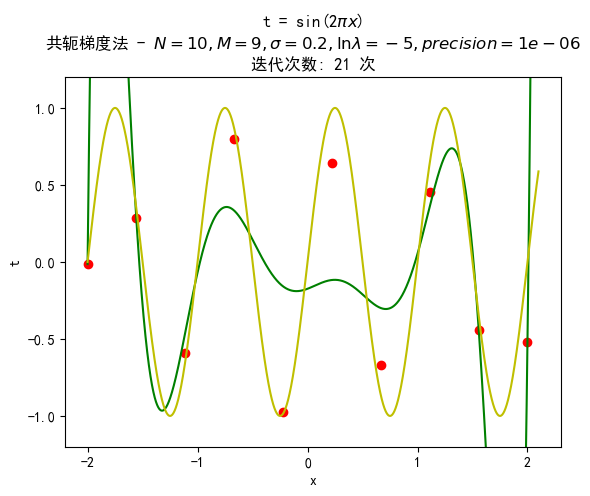 t = sin(2πx)
共轭梯度法 - N = 10, M = 9, σ = 0.2, lnλ = −5, precision = 1e − 06
迭代次数: 21 次
1.0
0.5
0.0
−0.5
−1.0
t
−2
−1
0
1
2
x